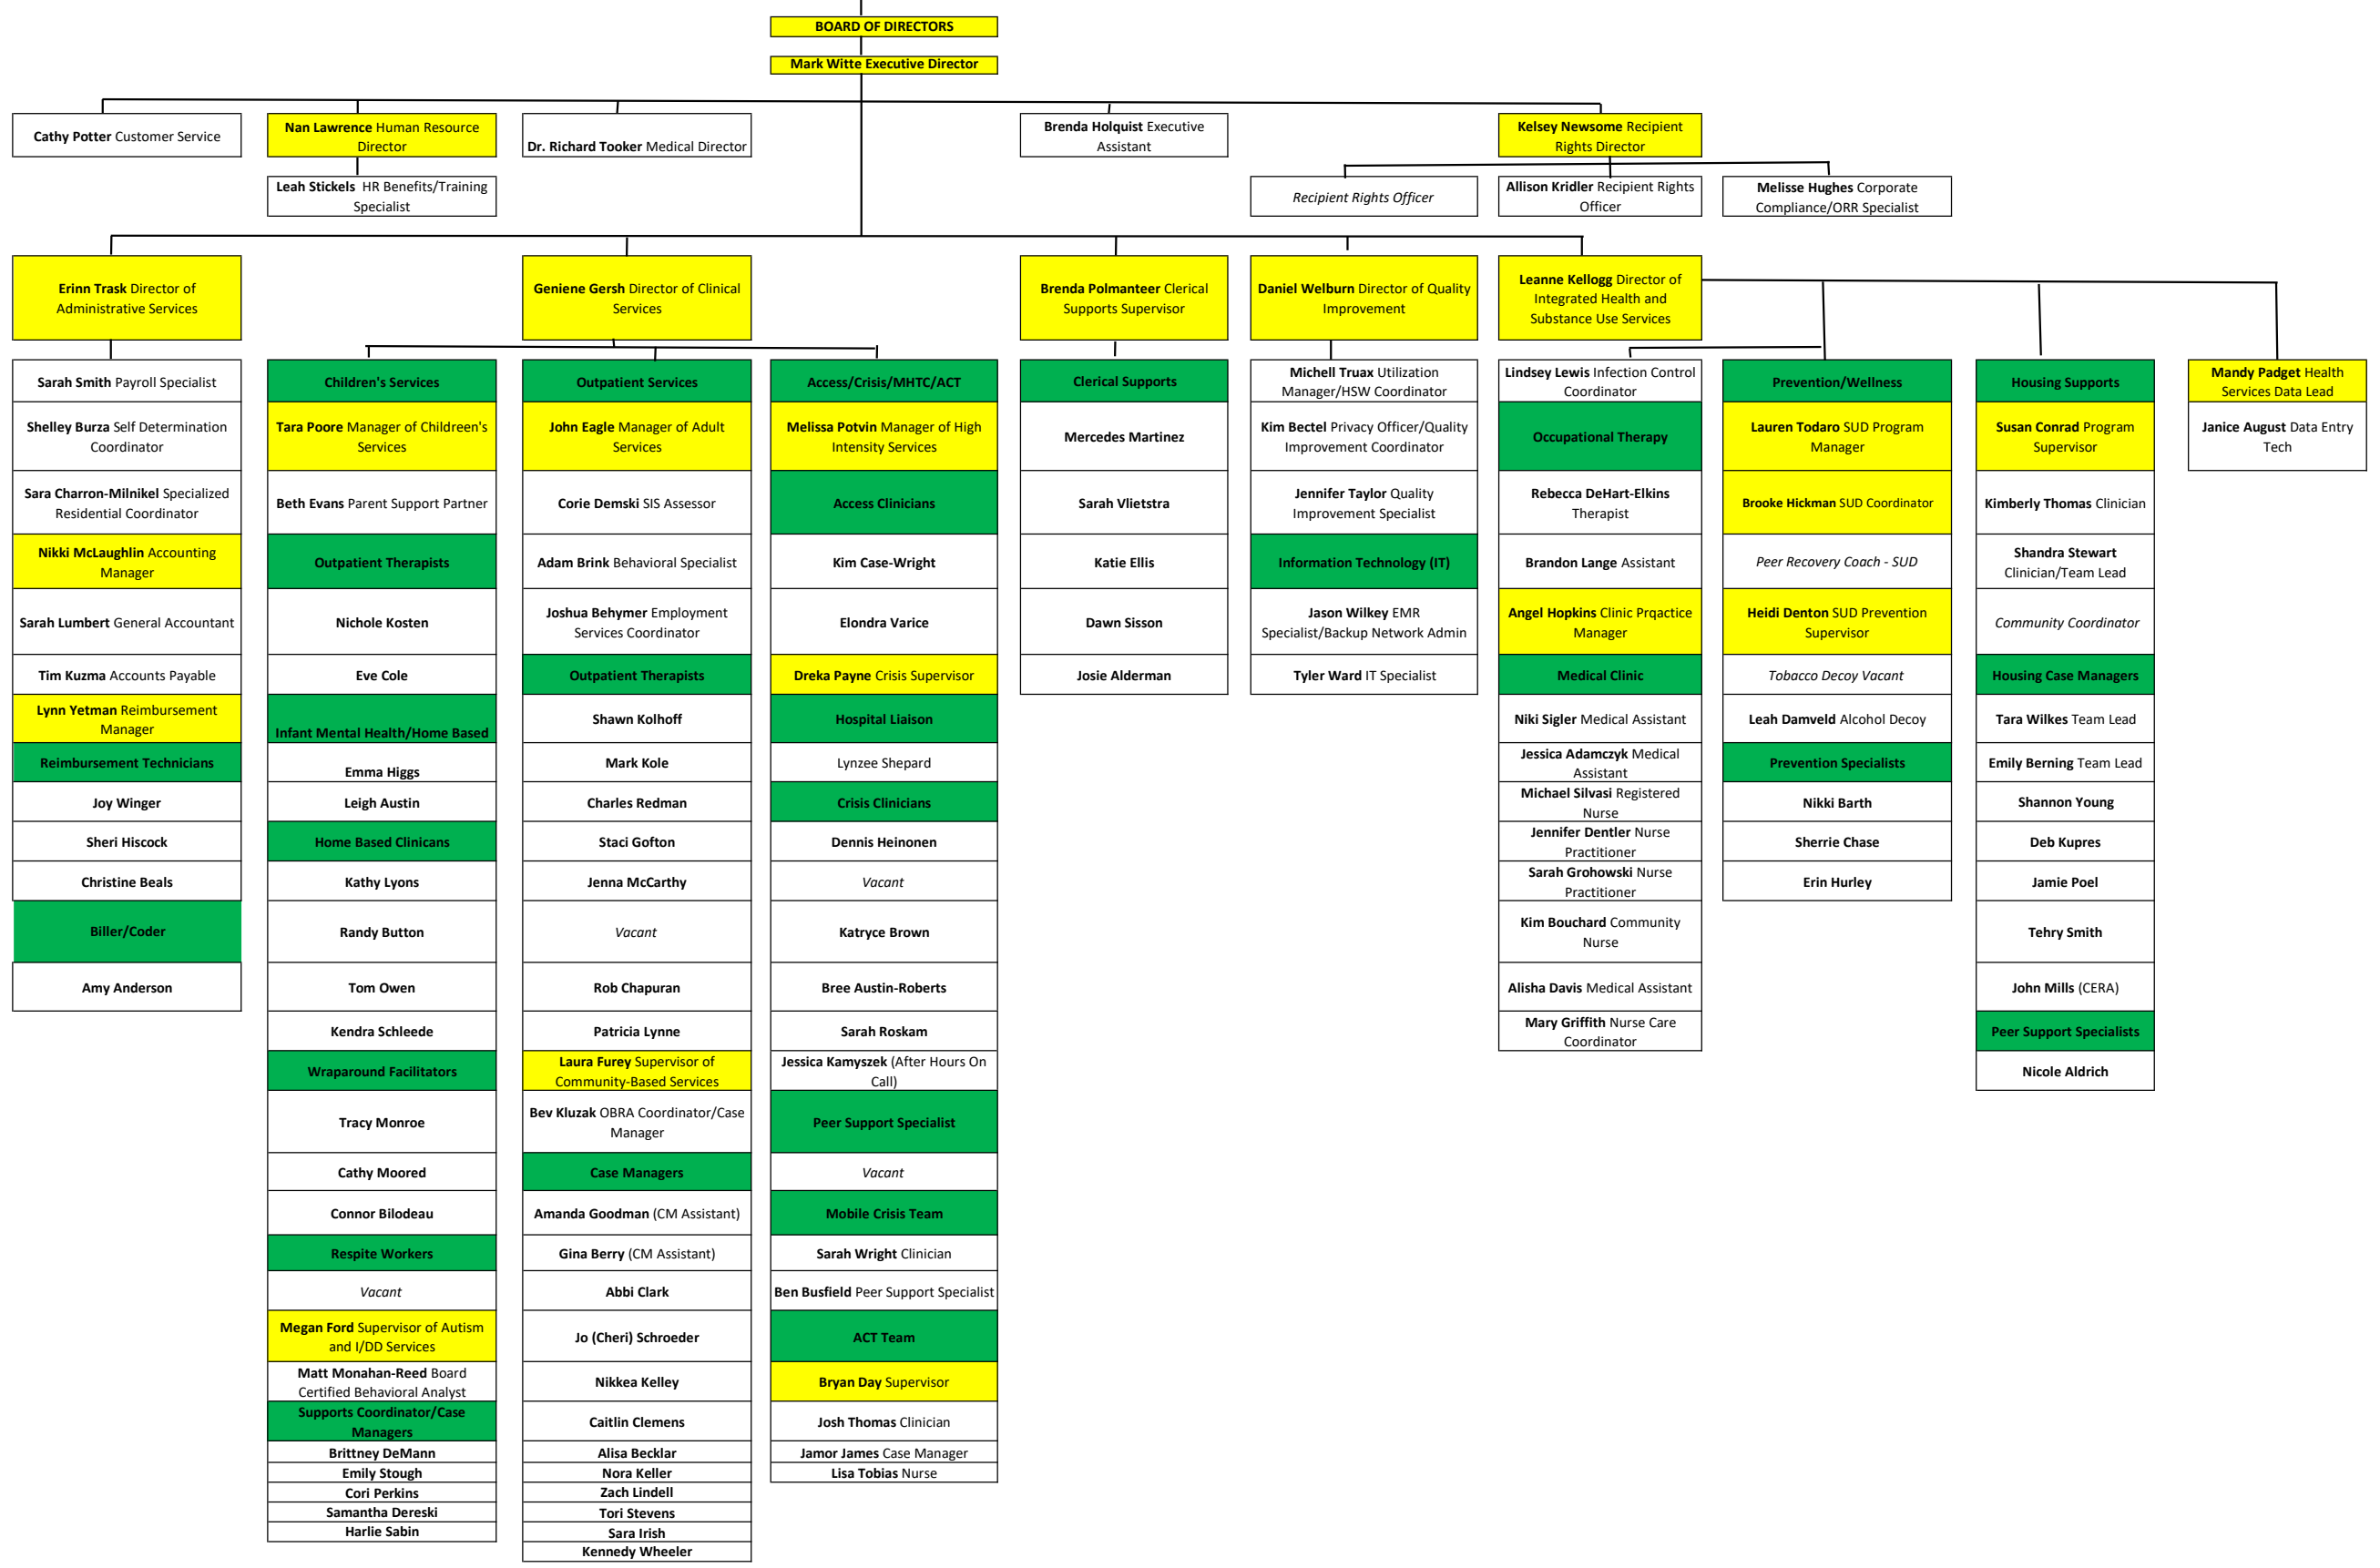 BOARD OF DIRECTORS
Mark Witte Executive Director
Cathy Potter Customer Service
Nan Lawrence Human Resource
Director
Dr. Richard Tooker Medical Director
Brenda Holquist Executive
Assistant
Kelsey Newsome Recipient
Rights Director
Leah Stickels HR Benefits/Training
Specialist
Recipient Rights Officer
Allison Kridler Recipient Rights
Officer
Melisse Hughes Corporate
Compliance/ORR Specialist
Erinn Trask Director of
Administrative Services
Geniene Gersh Director of Clinical
Services
Brenda Polmanteer Clerical
Supports Supervisor
Daniel Welburn Director of Quality
Improvement
Leanne Kellogg Director of
Integrated Health and
Substance Use Services
Sarah Smith Payroll Specialist
Shelley Burza Self Determination
Coordinator
Sara Charron-Milnikel Specialized
Residential Coordinator
Nikki McLaughlin Accounting
Manager
Sarah Lumbert General Accountant
Tim Kuzma Accounts Payable
Lynn Yetman Reimbursement
Manager
Reimbursement Technicians
Joy Winger
Sheri Hiscock
Christine Beals
Biller/Coder
Amy Anderson
Children's Services
Tara Poore Manager of Childreen's
Services
Beth Evans Parent Support Partner
Outpatient Therapists
Nichole Kosten
Eve Cole
Infant Mental Health/Home Based
Emma Higgs
Leigh Austin
Home Based Clinicans
Kathy Lyons
Randy Button
Tom Owen
Kendra Schleede
Wraparound Facilitators
Tracy Monroe
Cathy Moored
Connor Bilodeau
Respite Workers
Vacant
Megan Ford Supervisor of Autism
and I/DD Services
Matt Monahan-Reed Board
Certified Behavioral Analyst
Supports Coordinator/Case
Managers
Brittney DeMann
Emily Stough
Cori Perkins
Samantha Dereski
Harlie Sabin
Outpatient Services
John Eagle Manager of Adult
Services
Corie Demski SIS Assessor
Adam Brink Behavioral Specialist
Joshua Behymer Employment
Services Coordinator
Outpatient Therapists
Shawn Kolhoff
Mark Kole
Charles Redman
Staci Gofton
Jenna McCarthy
Vacant
Rob Chapuran
Patricia Lynne
Laura Furey Supervisor of
Community-Based Services
Bev Kluzak OBRA Coordinator/Case
Manager
Case Managers
Amanda Goodman (CM Assistant)
Gina Berry (CM Assistant)
Abbi Clark
Jo (Cheri) Schroeder
Nikkea Kelley
Caitlin Clemens
Alisa Becklar
Nora Keller
Zach Lindell
Tori Stevens
Sara Irish
Kennedy Wheeler
Access/Crisis/MHTC/ACT
Melissa Potvin Manager of High
Intensity Services
Access Clinicians
Kim Case-Wright
Elondra Varice
Dreka Payne Crisis Supervisor
Hospital Liaison
Lynzee Shepard
Crisis Clinicians
Dennis Heinonen
Vacant
Katryce Brown
Bree Austin-Roberts
Sarah Roskam
Jessica Kamyszek (After Hours On
Call)
Peer Support Specialist
Vacant
Mobile Crisis Team
Sarah Wright Clinician
Ben Busfield Peer Support Specialist
ACT Team
Bryan Day Supervisor
Josh Thomas Clinician
Jamor James Case Manager
Lisa Tobias Nurse
Clerical Supports
Mercedes Martinez
Sarah Vlietstra
Katie Ellis
Dawn Sisson
Josie Alderman
Michell Truax Utilization
Manager/HSW Coordinator
Kim Bectel Privacy Officer/Quality
Improvement Coordinator
Jennifer Taylor Quality
Improvement Specialist
Information Technology (IT)
Jason Wilkey EMR
Specialist/Backup Network Admin
Tyler Ward IT Specialist
Lindsey Lewis Infection Control
Coordinator
Occupational Therapy
Rebecca DeHart-Elkins
Therapist
Brandon Lange Assistant
Angel Hopkins Clinic Prqactice
Manager
Medical Clinic
Niki Sigler Medical Assistant
Jessica Adamczyk Medical
Assistant
Michael Silvasi Registered
Nurse
Jennifer Dentler Nurse
Practitioner
Sarah Grohowski Nurse
Practitioner
Kim Bouchard Community
Nurse
Alisha Davis Medical Assistant
Mary Griffith Nurse Care
Coordinator
Prevention/Wellness
Lauren Todaro SUD Program
Manager
Brooke Hickman SUD Coordinator
Peer Recovery Coach - SUD
Heidi Denton SUD Prevention
Supervisor
Tobacco Decoy Vacant
Leah Damveld Alcohol Decoy
Prevention Specialists
Nikki Barth
Sherrie Chase
Erin Hurley
Housing Supports
Susan Conrad Program
Supervisor
Kimberly Thomas Clinician
Shandra Stewart
Clinician/Team Lead
Community Coordinator
Housing Case Managers
Tara Wilkes Team Lead
Emily Berning Team Lead
Shannon Young
Deb Kupres
Jamie Poel
Tehry Smith
John Mills (CERA)
Peer Support Specialists
Nicole Aldrich
Mandy Padget Health
Services Data Lead
Janice August Data Entry
Tech